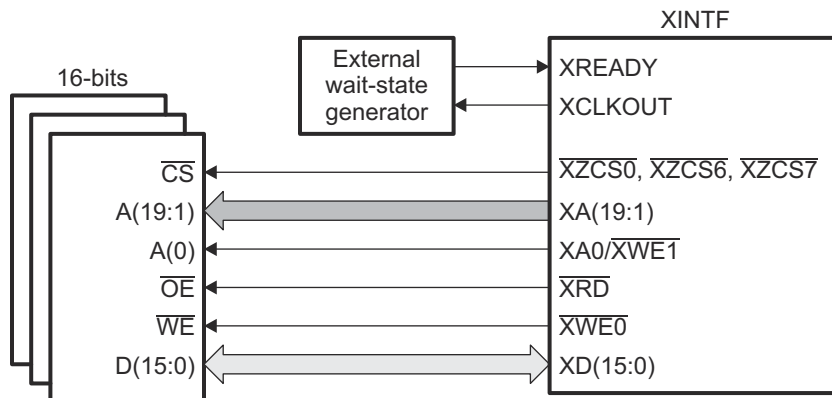 XINTF
External
wait-state
generator
XREADY
XCLKOUT
16-bits
CS
XZCS0, XZCS6, XZCS7
A(19:1)
XA(19:1)
A(0)
XA0/XWE1
OE
XRD
WE
XWE0
D(15:0)
XD(15:0)